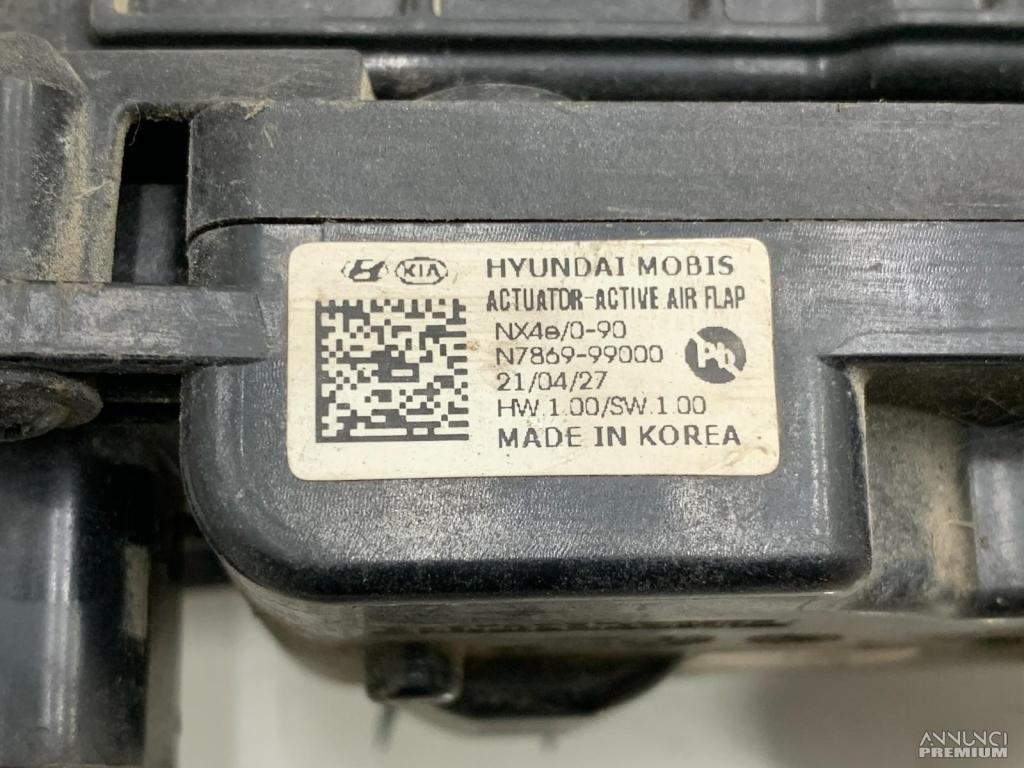 KIA HYUNDAI MOBIS
ACTUATOR-ACTIVE AIR FLAP
NX4e/0-90
N7869-99000
Pb
21/04/27
HW.1.00/SW.1.00
MADE IN KOREA
ANNUNCI
PREMIUM